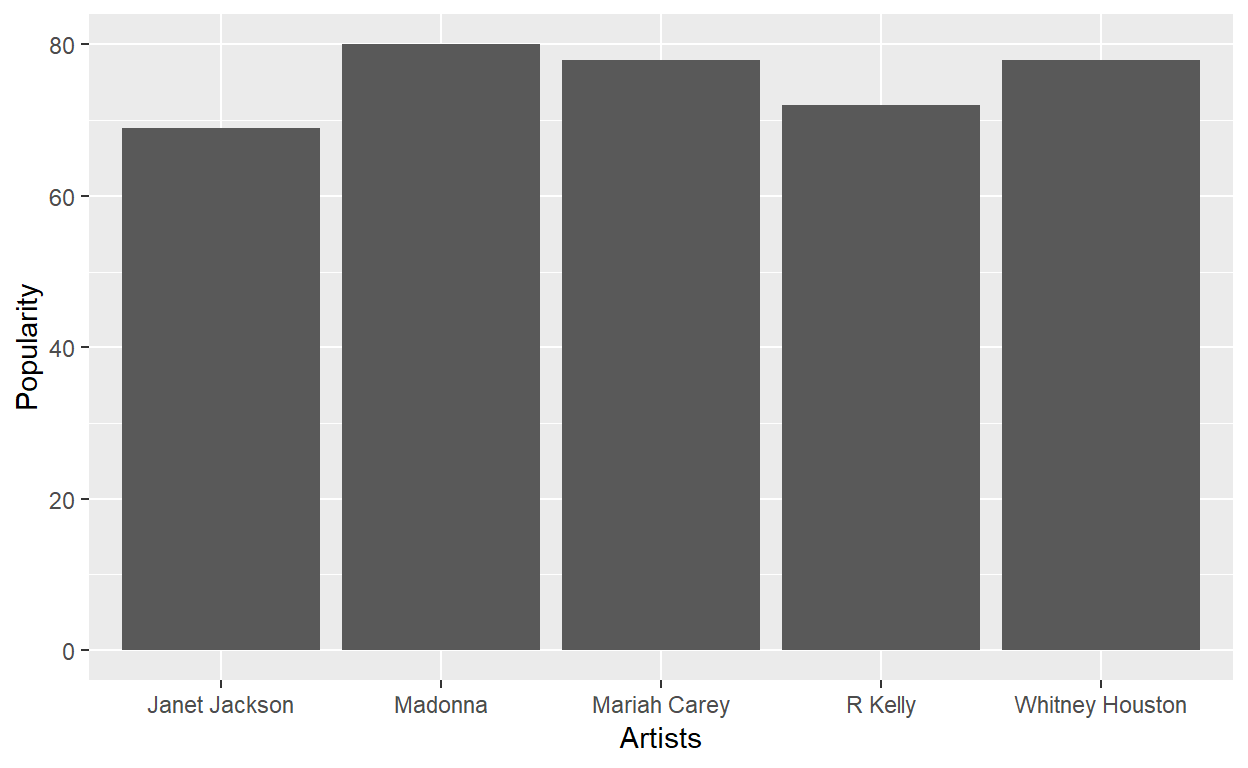 80
60
40
20
0
Popularity
Janet Jackson
Madonna
Mariah Carey
R Kelly
Whitney Houston
Artists